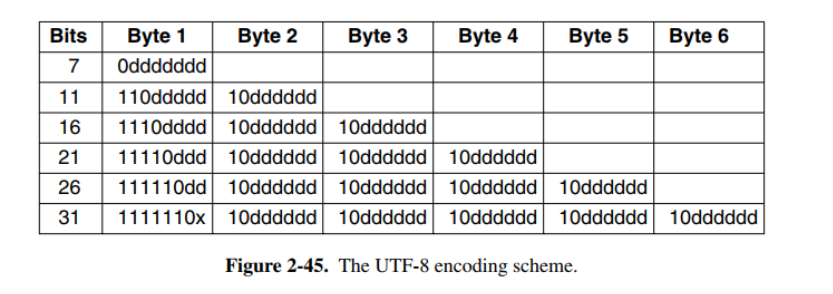 Bits Byte 1 Byte 2 Byte 3 Byte 4 Byte 5 Byte 6
7 0ddddddd
11 110ddddd 10dddddd
16 1110dddd 10dddddd 10dddddd
21 11110ddd 10dddddd 10dddddd 10dddddd
26 111110dd 10dddddd 10dddddd 10dddddd 10dddddd
31 1111110x 10dddddd 10dddddd 10dddddd 10dddddd 10dddddd
Figure 2-45. The UTF-8 encoding scheme.